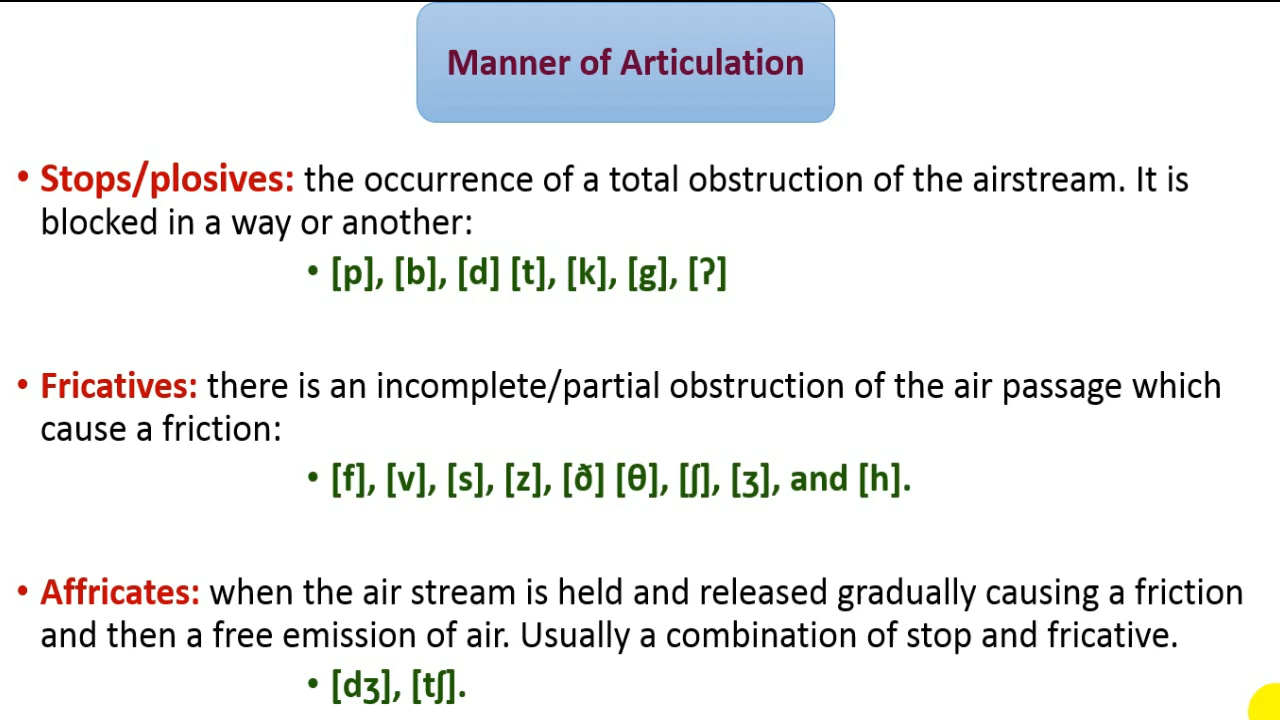 Manner of Articulation
• Stops/plosives: the occurrence of a total obstruction of the airstream. It is
blocked in a way or another:
• [p], [b], [d] [t], [k], [g], [ʔ]
• Fricatives: there is an incomplete/partial obstruction of the air passage which
cause a friction:
• [f], [v], [s], [z], [ð] [θ], [ʃ], [ʒ], and [h].
• Affricates: when the air stream is held and released gradually causing a friction
and then a free emission of air. Usually a combination of stop and fricative.
• [dʒ], [tʃ].